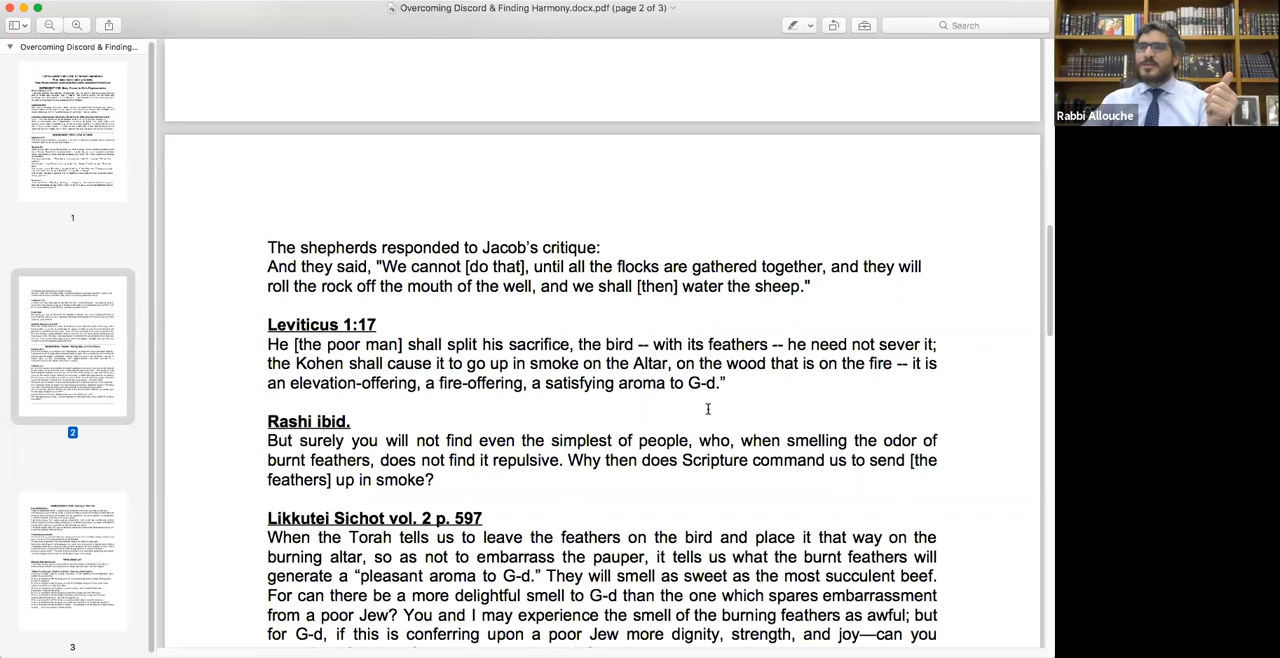 Overcoming Discord & Finding Harmony.docx.pdf (page 2 of 3)
Search
Overcoming Discord & Finding...
1
2
3
The shepherds responded to Jacob's critique:
And they said, "We cannot [do that], until all the flocks are gathered together, and they will
roll the rock off the mouth of the well, and we shall [then] water the sheep."
Leviticus 1:17
He [the poor man] shall split his sacrifice, the bird -- with its feathers -- he need not sever it;
the Kohen shall cause it to go up in smoke on the Altar, on the wood that is on the fire -- it is
an elevation-offering, a fire-offering, a satisfying aroma to G-d.”
Rashi ibid.
But surely you will not find even the simplest of people, who, when smelling the odor of
burnt feathers, does not find it repulsive. Why then does Scripture command us to send [the
feathers] up in smoke?
Likkutei Sichot vol. 2 p. 597
When the Torah tells us to leave the feathers on the bird and place it that way on the
burning altar, so as not to embarrass the pauper, it tells us what the burnt feathers will
generate a “pleasant aroma to G-d.” They will smell as sweet as the most succulent beef.
For can there be a more delightful smell to G-d than the one which spares embarrassment
from a poor Jew? You and I may experience the smell of the burning feathers as awful; but
for G-d, if this is conferring upon a poor Jew more dignity, strength, and joy—can you
Rabbi Allouche